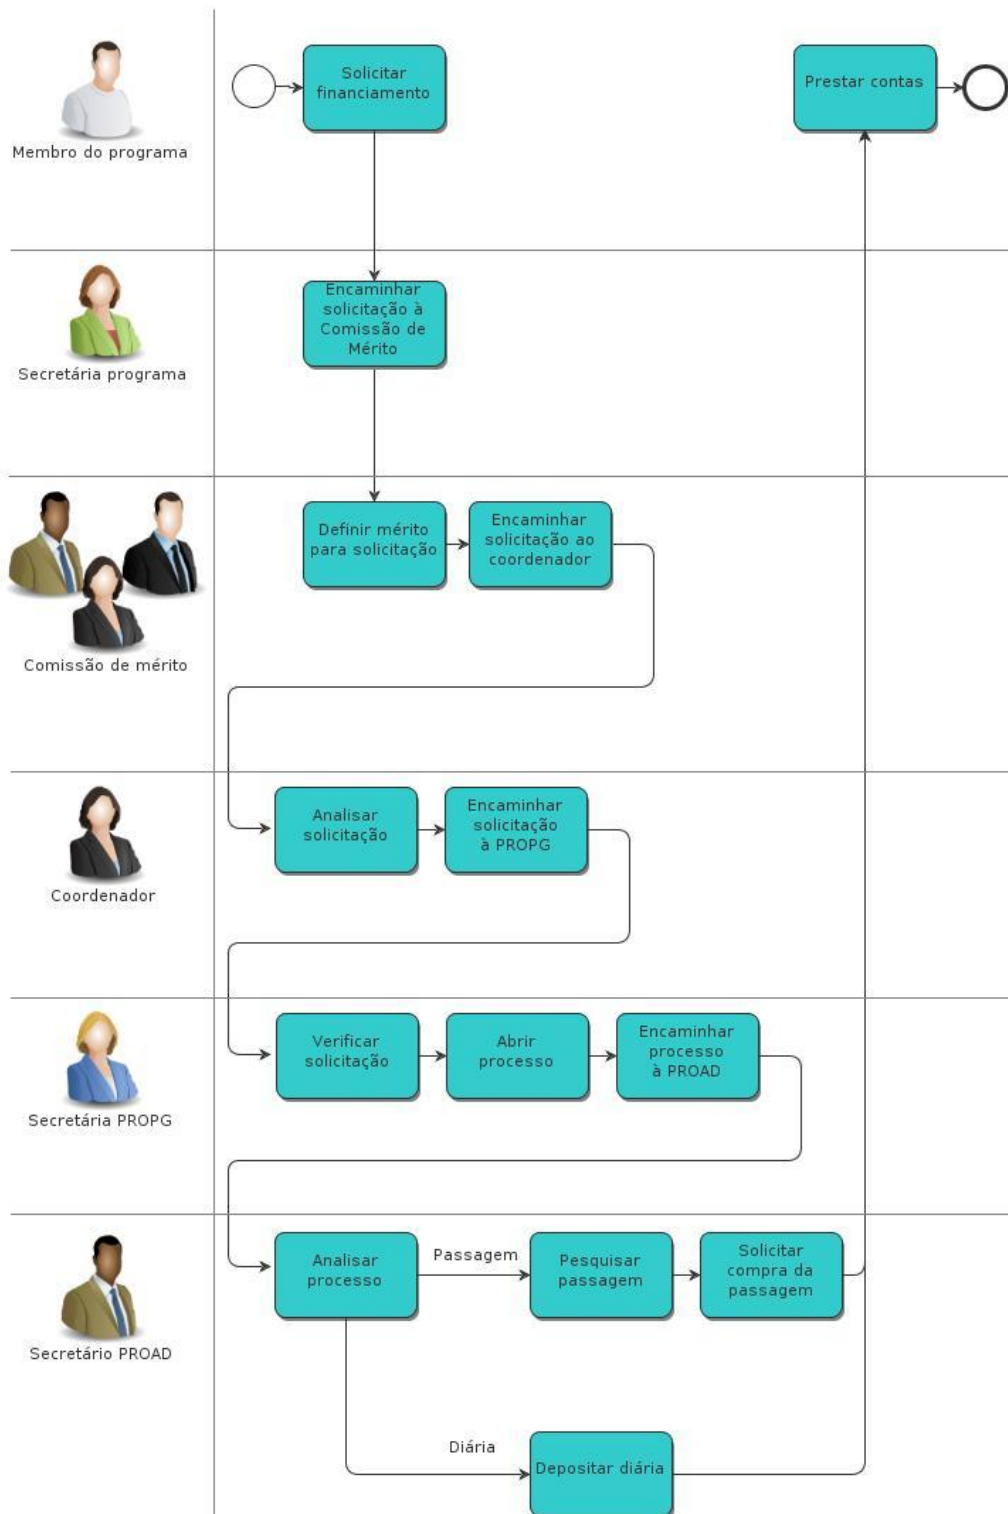 Membro do programa
Solicitar
financiamento
Prestar contas
Secretária programa
Encaminhar
solicitação à
Comissão de
Mérito
Comissão de mérito
Definir mérito
para solicitação
Encaminhar
solicitação ao
coordenador
Coordenador
Analisar
solicitação
Encaminhar
solicitação
à PROPG
Secretária PROPG
Verificar
solicitação
Abrir
processo
Encaminhar
processo
à PROAD
Secretário PROAD
Analisar
processo
Passagem
Pesquisar
passagem
Solicitar
compra da
passagem
Diária
Depositar diária